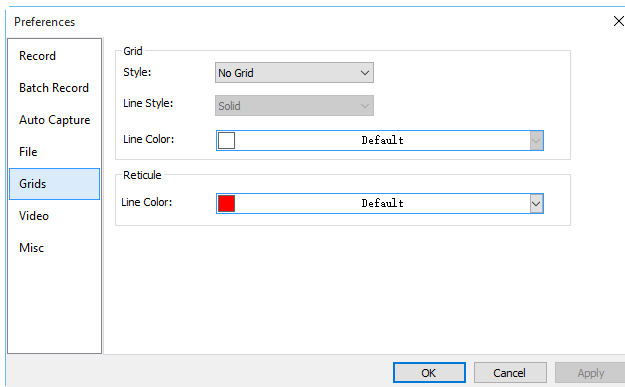 Preferences
Record
Batch Record
Auto Capture
File
Grids
Video
Misc
Grid
Style: No Grid
Line Style: Solid
Line Color: Default
Reticule
Line Color: Default
OK Cancel Apply